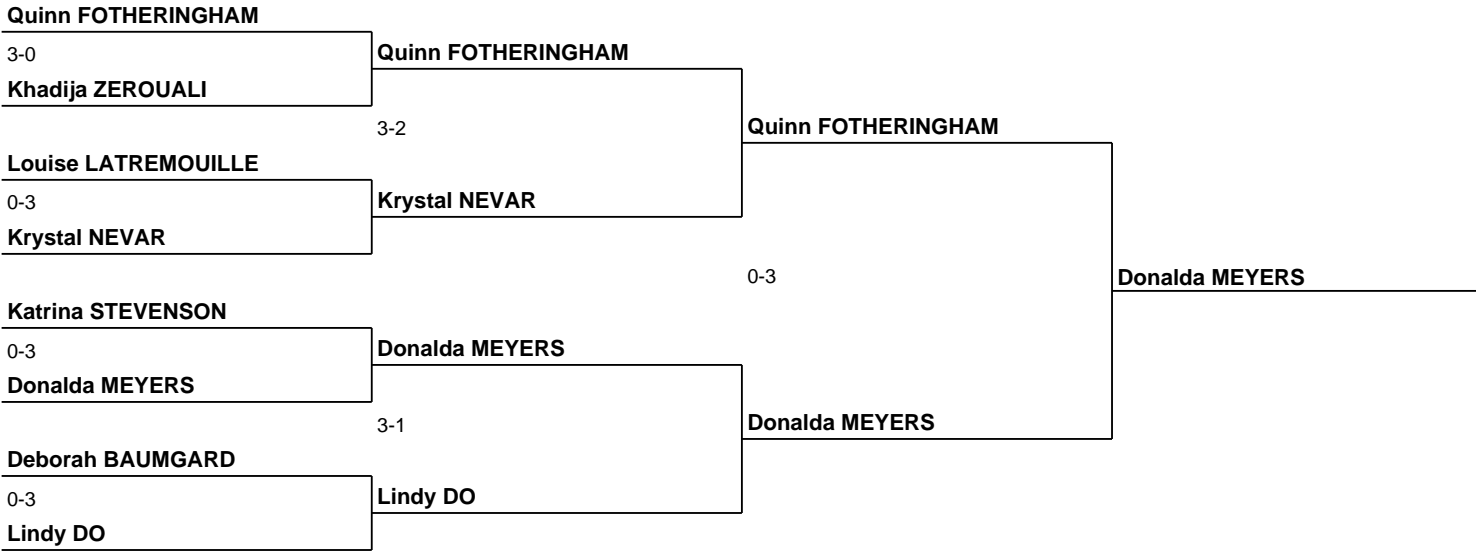 Quinn FOTHERINGHAM
3-0
Quinn FOTHERINGHAM
Khadija ZEROUALI
3-2
Quinn FOTHERINGHAM
Louise LATREMOUILLE
0-3
Krystal NEVAR
Krystal NEVAR
0-3
Donalda MEYERS
Katrina STEVENSON
0-3
Donalda MEYERS
Donalda MEYERS
3-1
Donalda MEYERS
Deborah BAUMGARD
0-3
Lindy DO
Lindy DO